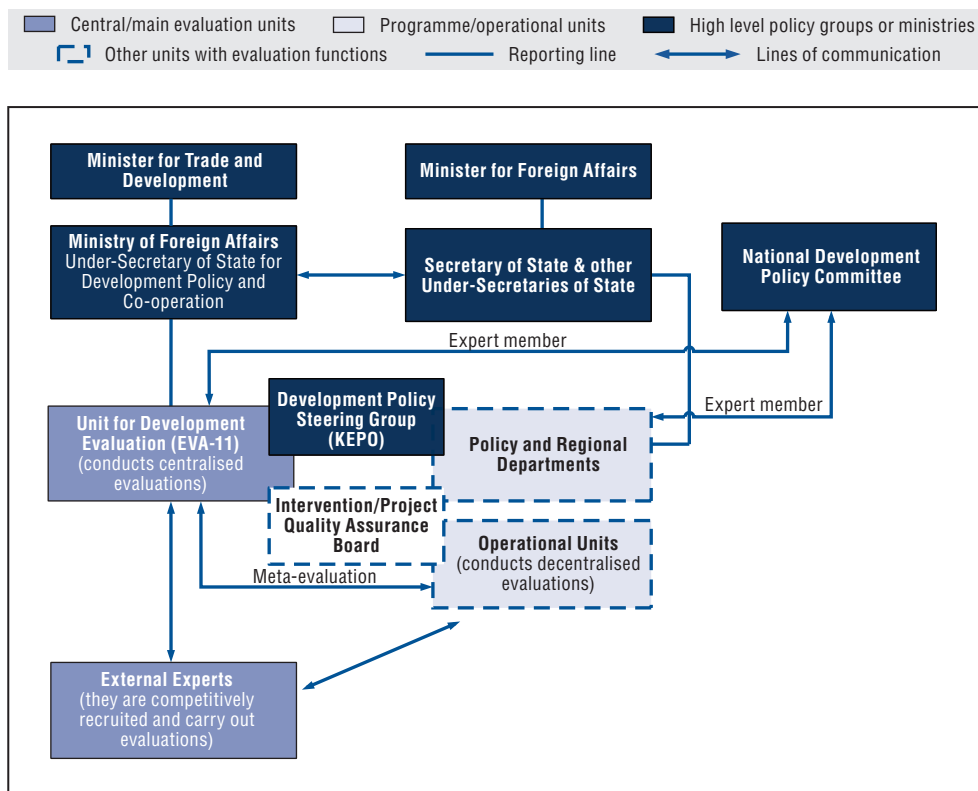 Central/main evaluation units
Programme/operational units
High level policy groups or ministries
Other units with evaluation functions
Reporting line
Lines of communication
Minister for Trade and
Development
Minister for Foreign Affairs
Ministry of Foreign Affairs
Under-Secretary of State for
Development Policy and
Co-operation
Secretary of State & other
Under-Secretaries of State
National Development
Policy Committee
Expert member
Development Policy
Steering Group
(KEPO)
Expert member
Unit for Development
Evaluation (EVA-11)
(conducts centralised
evaluations)
Policy and Regional
Departments
Intervention/Project
Quality Assurance
Board
Operational Units
(conducts decentralised
evaluations)
Meta-evaluation
External Experts
(they are competitively
recruited and carry out
evaluations)